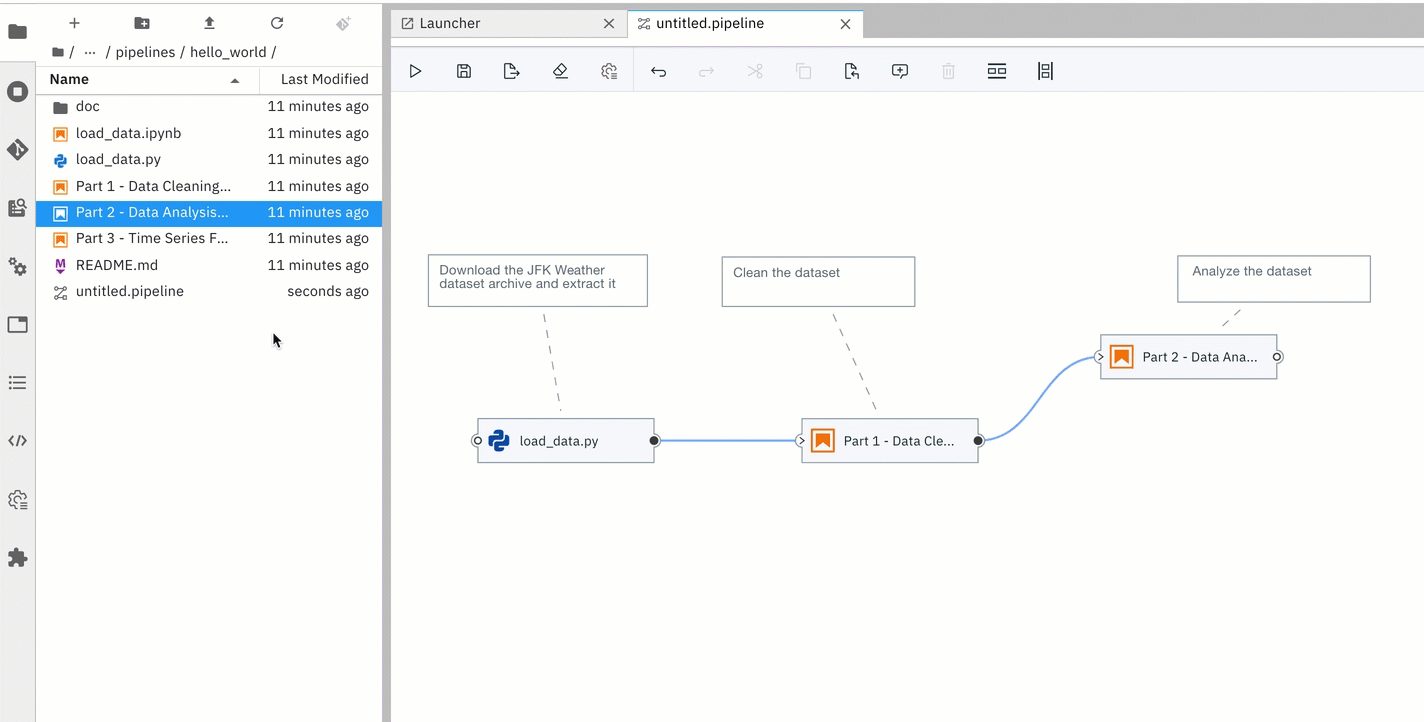 Launcher
untitled.pipeline
/ ··· / pipelines / hello_world /
Name Last Modified
doc 11 minutes ago
load_data.ipynb 11 minutes ago
load_data.py 11 minutes ago
Part 1 - Data Cleaning... 11 minutes ago
Part 2 - Data Analysis... 11 minutes ago
Part 3 - Time Series F... 11 minutes ago
README.md 11 minutes ago
untitled.pipeline seconds ago
Download the JFK Weather
dataset archive and extract it
Clean the dataset
Analyze the dataset
Part 2 - Data Ana...
load_data.py
Part 1 - Data Cle...